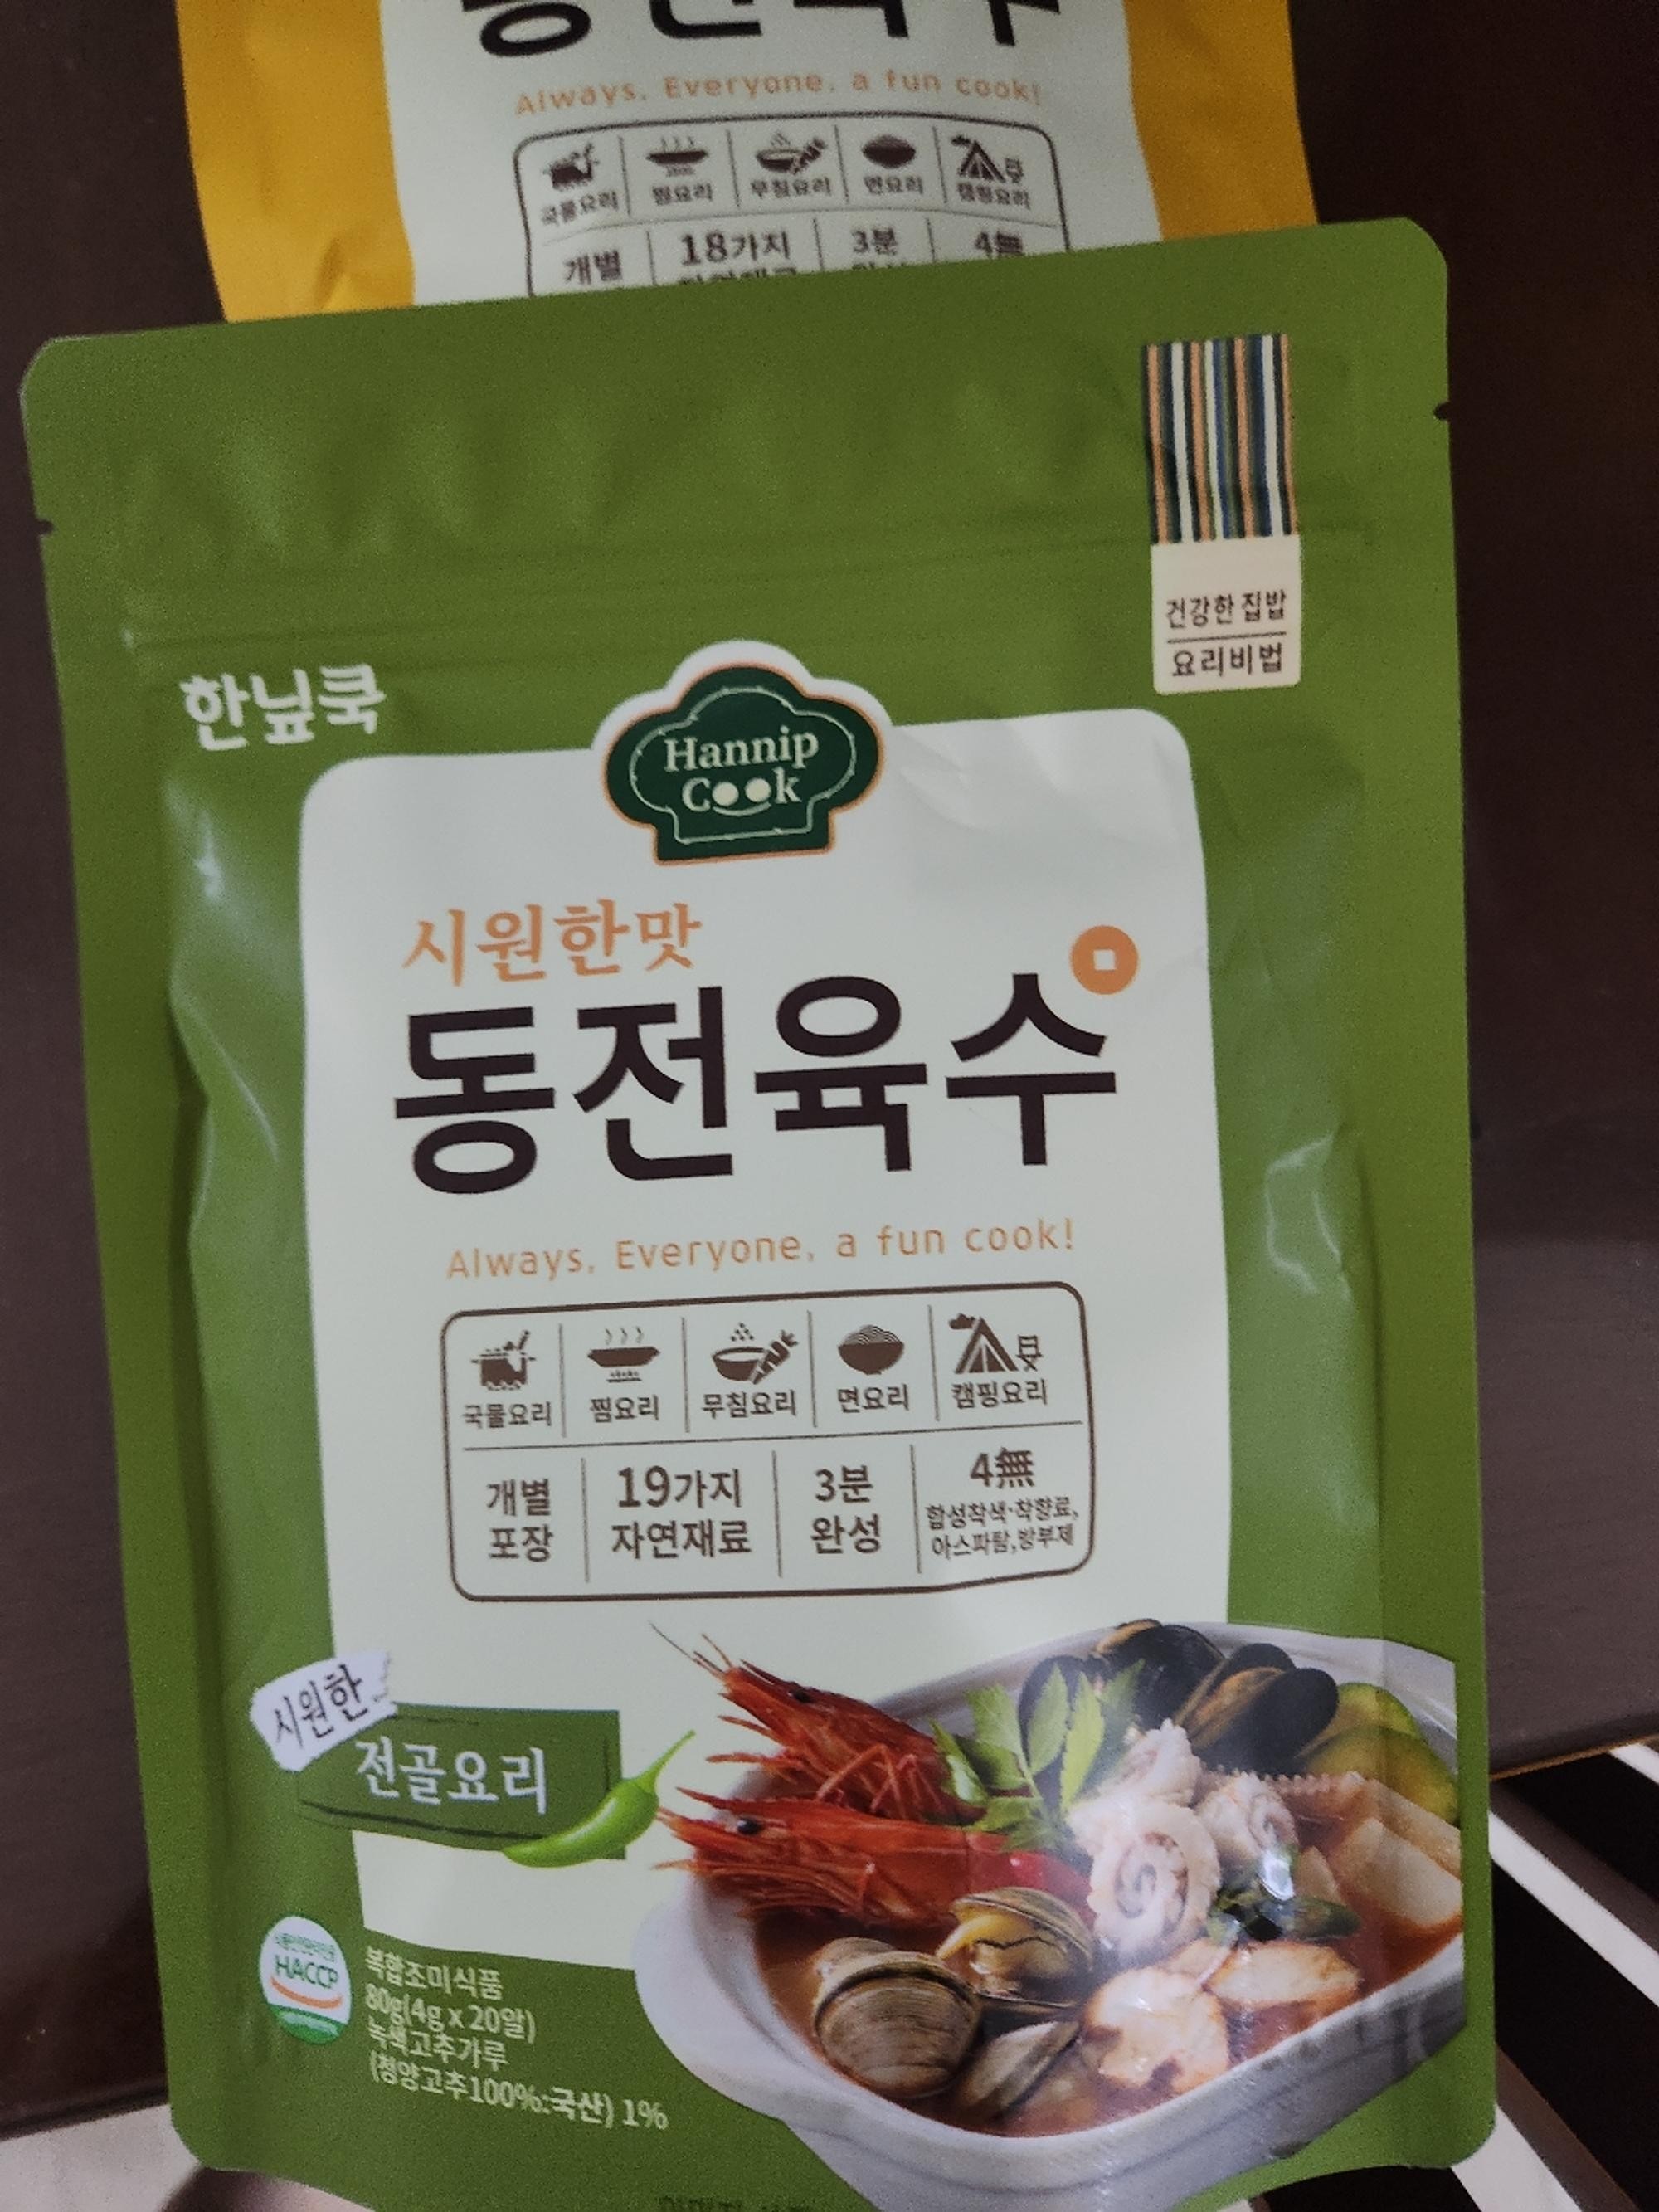 동전육수
Always, Everyone, a fun cook!
국물요리 찜요리 무침요리 면요리 캠핑요리
개별 18가지 3분 4無
건강한 집밥
요리비법
한닢쿡
Hannip
Cook
시원한맛
동전육수
Always, Everyone, a fun cook!
국물요리 찜요리 무침요리 면요리 캠핑요리
개별 19가지 3분 4無
포장 자연재료 완성 합성착색·착향료,
아스파탐,방부제
시원한
전골요리
HACCP
복합조미식품
80g(4g x 20알)
녹색고추가루
(청양고추100%:국산) 1%